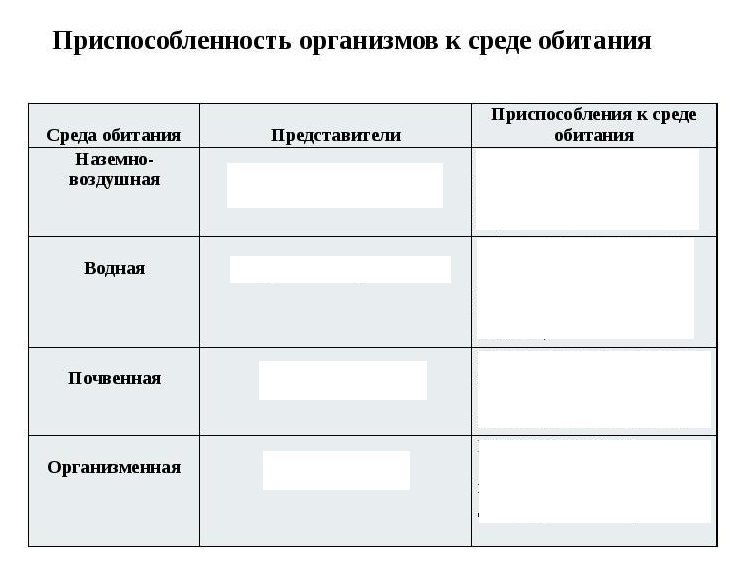 Приспособленность организмов к среде обитания
Среда обитания
Представители
Приспособления к среде
обитания
Наземно-
воздушная
Водная
Почвенная
Организменная